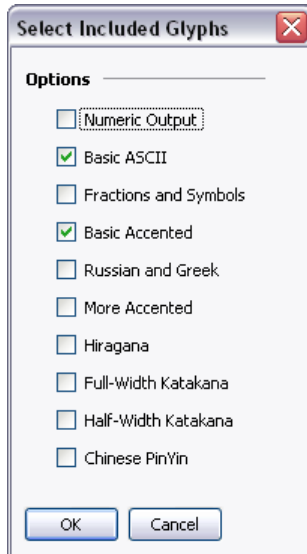 Select Included Glyphs
Options
Numeric Output
Basic ASCII
Fractions and Symbols
Basic Accented
Russian and Greek
More Accented
Hiragana
Full-Width Katakana
Half-Width Katakana
Chinese PinYin
OK Cancel